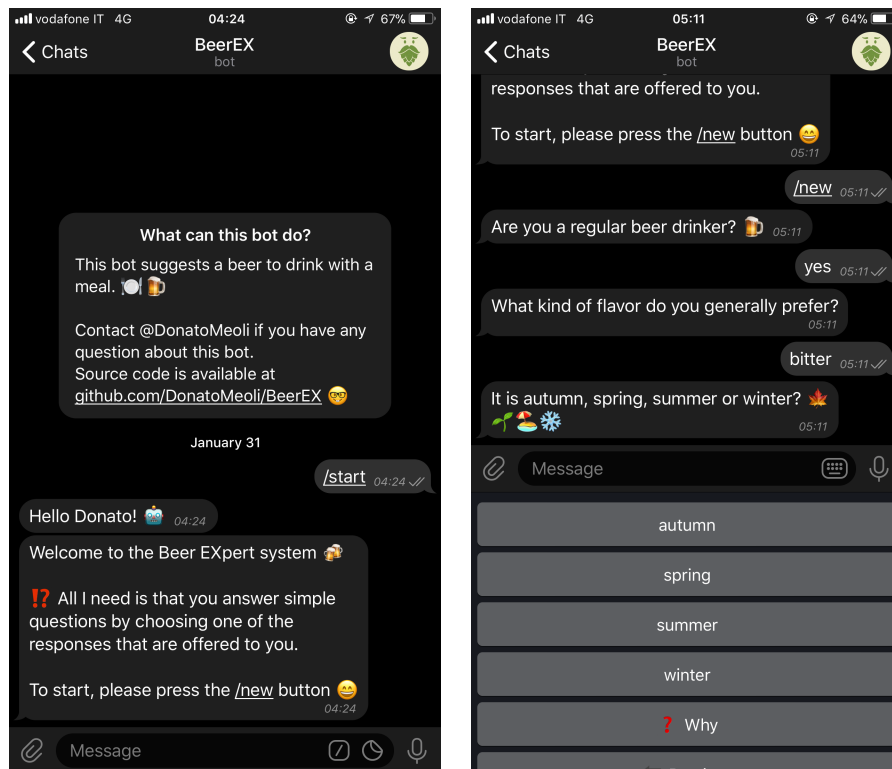 vodafone IT 4G 04:24 67%
Chats
BeerEX
bot
What can this bot do?
This bot suggests a beer to drink with a
meal. 🍽🍺
Contact @DonatoMeoli if you have any
question about this bot.
Source code is available at
github.com/DonatoMeoli/BeerEX 🤓
January 31
/start 04:24
Hello Donato! 🤖 04:24
Welcome to the Beer EXpert system 🍻
⁉️ All I need is that you answer simple
questions by choosing one of the
responses that are offered to you.
To start, please press the /new button 😄
04:24
Message
vodafone IT 4G 05:11 64%
Chats
BeerEX
bot
responses that are offered to you.
To start, please press the /new button 😄
05:11
/new 05:11
Are you a regular beer drinker? 🍺 05:11
yes 05:11
What kind of flavor do you generally prefer?
05:11
bitter 05:11
It is autumn, spring, summer or winter? 🍁
🌱🏖❄️ 05:11
Message
autumn
spring
summer
winter
❓ Why